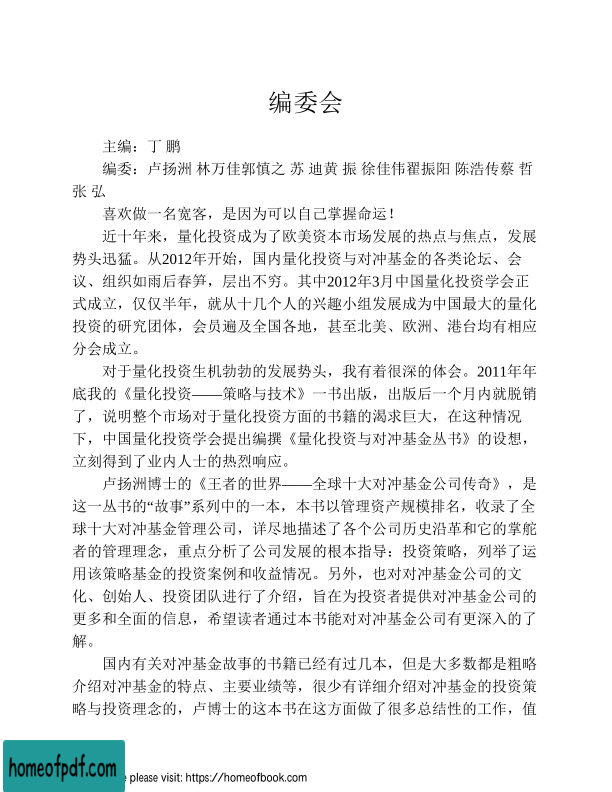 编委会
主编：丁 鹏
编委：卢扬洲 林万佳郭慎之 苏 迪黄 振 徐佳伟翟振阳 陈浩传蔡 哲
张 弘
喜欢做一名宽客，是因为可以自己掌握命运！
近十年来，量化投资成为了欧美资本市场发展的热点与焦点，发展
势头迅猛。从2012年开始，国内量化投资与对冲基金的各类论坛、会
议、组织如雨后春笋，层出不穷。其中2012年3月中国量化投资学会正
式成立，仅仅半年，就从十几个人的兴趣小组发展成为中国最大的量化
投资的研究团体，会员遍及全国各地，甚至北美、欧洲、港台均有相应
分会成立。
对于量化投资生机勃勃的发展势头，我有着很深的体会。2011年年
底我的《量化投资——策略与技术》一书出版，出版后一个月内就脱销
了，说明整个市场对于量化投资方面的书籍的渴求巨大，在这种情况
下，中国量化投资学会提出编撰《量化投资与对冲基金丛书》的设想，
立刻得到了业内人士的热烈响应。
卢扬洲博士的《王者的世界——全球十大对冲基金公司传奇》，是
这一丛书的“故事”系列中的一本，本书以管理资产规模排名，收录了全
球十大对冲基金管理公司，详尽地描述了各个公司历史沿革和它的掌舵
者的管理理念，重点分析了公司发展的根本指导：投资策略，列举了运
用该策略基金的投资案例和收益情况。另外，也对对冲基金公司的文
化、创始人、投资团队进行了介绍，旨在为投资者提供对冲基金公司的
更多和全面的信息，希望读者通过本书能对对冲基金公司有更深入的了
解。
国内有关对冲基金故事的书籍已经有过几本，但是大多数都是粗略
介绍对冲基金的特点、主要业绩等，很少有详细介绍对冲基金的投资策
略与投资理念的，卢博士的这本书在这方面做了很多总结性的工作，值
homeofpdf.com
e please visit: https://homeofbook.com